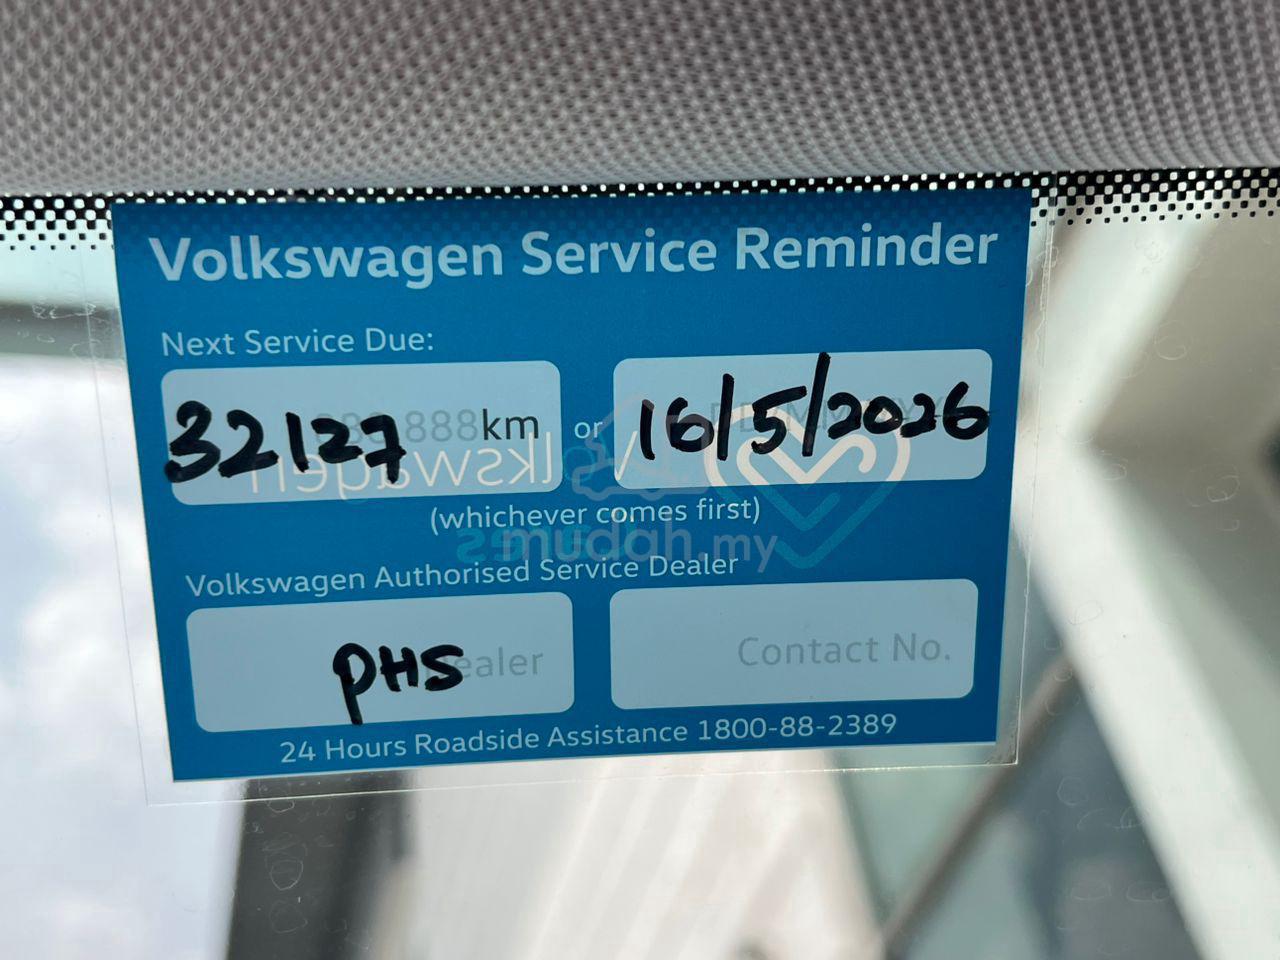 Volkswagen Service Reminder
Next Service Due:
32127 km or 16/5/2026
(whichever comes first)
mudah.my
Volkswagen Authorised Service Dealer
PHS Dealer Contact No.
24 Hours Roadside Assistance 1800-88-2389